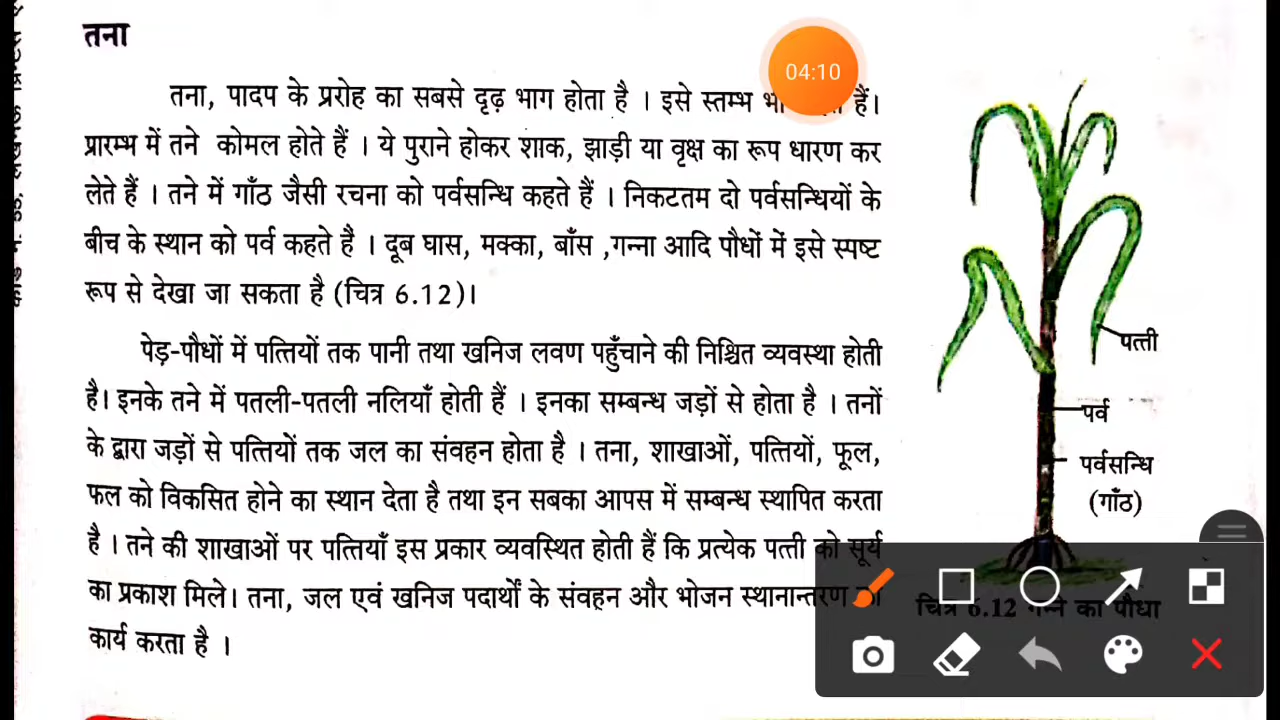 तना
04:10
तना, पादप के प्ररोह का सबसे दृढ़ भाग होता है । इसे स्तम्भ हैं।
प्रारम्भ में तने कोमल होते हैं । ये पुराने होकर शाक, झाड़ी या वृक्ष का रूप धारण कर
लेते हैं । तने में गाँठ जैसी रचना को पर्वसन्धि कहते हैं । निकटतम दो पर्वसन्धियों के
बीच के स्थान को पर्व कहते है । दूब घास, मक्का, बाँस ,गन्ना आदि पौधों में इसे स्पष्ट
रूप से देखा जा सकता है (चित्र 6.12)।
पेड़-पौधों में पत्तियों तक पानी तथा खनिज लवण पहुँचाने की निश्चित व्यवस्था होती
है। इनके तने में पतली-पतली नलियाँ होती हैं । इनका सम्बन्ध जड़ों से होता है । तनों
के द्वारा जड़ों से पत्तियों तक जल का संवहन होता है । तना, शाखाओं, पत्तियों, फूल,
फल को विकसित होने का स्थान देता है तथा इन सबका आपस में सम्बन्ध स्थापित करता
है । तने की शाखाओं पर पत्तियाँ इस प्रकार व्यवस्थित होती हैं कि प्रत्येक पत्ती को सूर्य
का प्रकाश मिले। तना, जल एवं खनिज पदार्थों के संवहन और भोजन स्थानान्तरण
कार्य करता है ।
पत्ती
पर्व
पर्वसन्धि
(गाँठ)
चित्र 6.12 गन्ने का पौधा